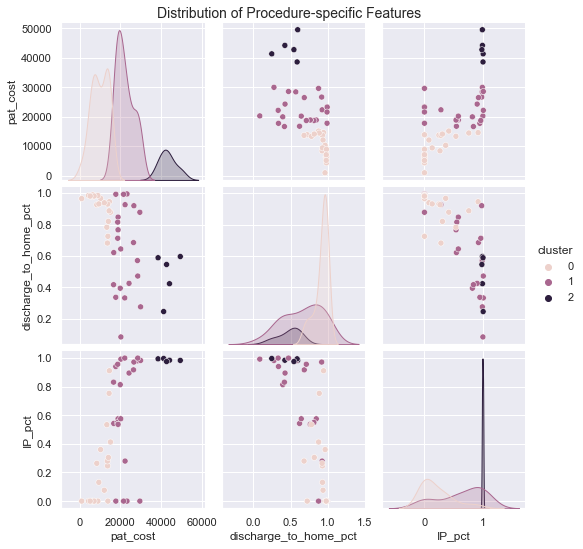 Distribution of Procedure-specific Features
pat_cost
50000
40000
30000
20000
10000
0
discharge_to_home_pct
1.0
0.8
0.6
0.4
0.2
cluster
0
1
2
IP_pct
1.0
0.8
0.6
0.4
0.2
0.0
0 20000 40000 60000
0.0 0.5 1.0 1.5
0 1
pat_cost
discharge_to_home_pct
IP_pct